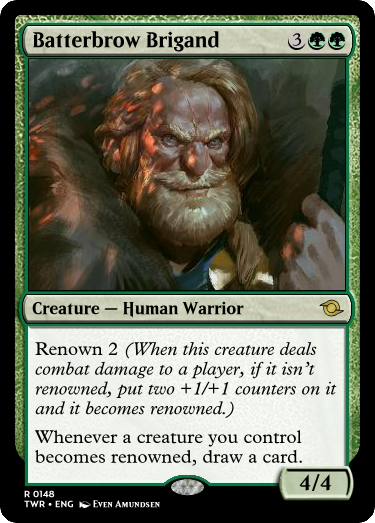 Batterbrow Brigand 3
Creature — Human Warrior
Renown 2 (When this creature deals
combat damage to a player, if it isn't
renowned, put two +1/+1 counters on it
and it becomes renowned.)
Whenever a creature you control
becomes renowned, draw a card.
4/4
R 0148
TWR • ENG Even Amundsen